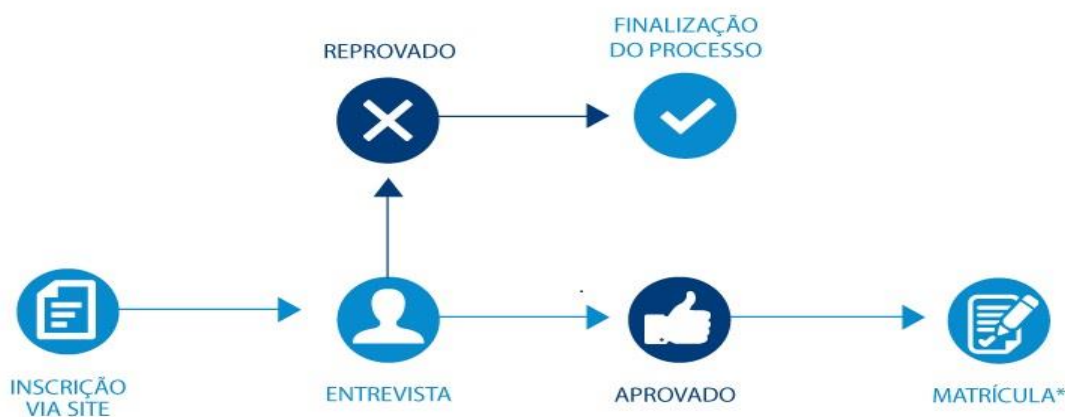 FINALIZAÇÃO
DO PROCESSO
REPROVADO
INSCRIÇÃO
VIA SITE
ENTREVISTA
APROVADO
MATRÍCULA*